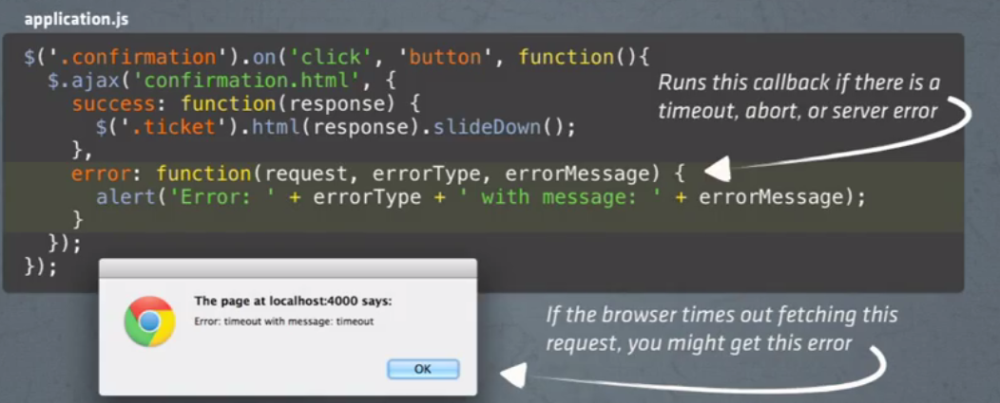 application.js
$('.confirmation').on('click', 'button', function(){
$.ajax('confirmation.html', {
success: function(response) {
$('.ticket').html(response).slideDown();
},
error: function(request, errorType, errorMessage) {
alert('Error: ' + errorType + ' with message: ' + errorMessage);
}
});
});
Runs this callback if there is a
timeout, abort, or server error
The page at localhost:4000 says:
Error: timeout with message: timeout
OK
If the browser times out fetching this
request, you might get this error